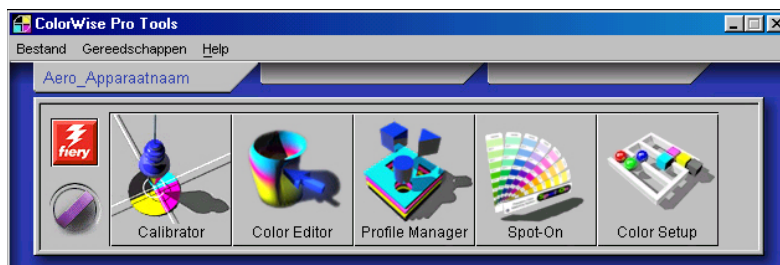 ColorWise Pro Tools
Bestand Gereedschappen Help
Aero_Apparaatnaam
fiery
Calibrator Color Editor Profile Manager Spot-On Color Setup